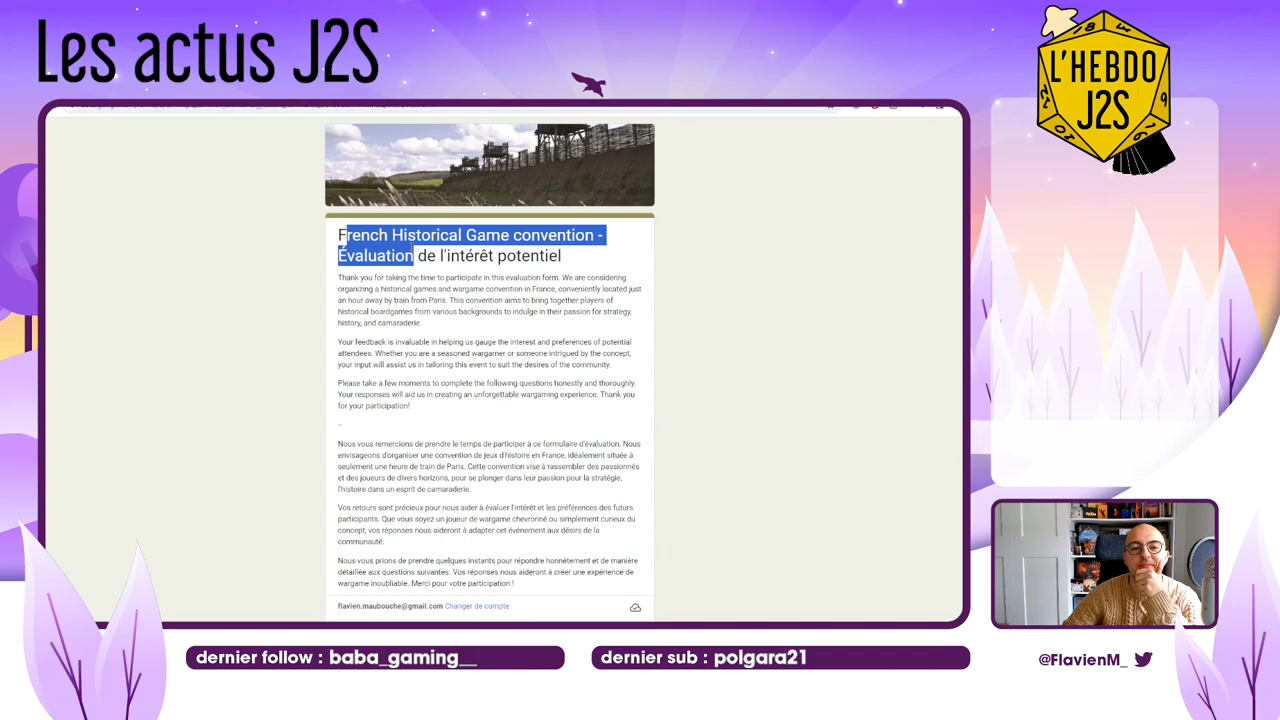 Les actus J2S
18
4
L'HEBDO
J2S
French Historical Game convention -
Évaluation de l'intérêt potentiel
Thank you for taking the time to participate in this evaluation form. We are considering
organizing a historical games and wargame convention in France, conveniently located just
an hour away by train from Paris. This convention aims to bring together players of
historical boardgames from various backgrounds to indulge in their passion for strategy,
history, and camaraderie.
Your feedback is invaluable in helping us gauge the interest and preferences of potential
attendees. Whether you are a seasoned wargamer or someone intrigued by the concept,
your input will assist us in tailoring this event to suit the desires of the community.
Please take a few moments to complete the following questions honestly and thoroughly.
Your responses will aid us in creating an unforgettable wargaming experience. Thank you
for your participation!
--
Nous vous remercions de prendre le temps de participer à ce formulaire d'évaluation. Nous
envisageons d'organiser une convention de jeux d'histoire en France, idéalement située à
seulement une heure de train de Paris. Cette convention vise à rassembler des passionnés
et des joueurs de divers horizons, pour se plonger dans leur passion pour la stratégie,
l'histoire dans un esprit de camaraderie.
Vos retours sont précieux pour nous aider à évaluer l'intérêt et les préférences des futurs
participants. Que vous soyez un joueur de wargame chevronné ou simplement curieux du
concept, vos réponses nous aideront à adapter cet événement aux désirs de la
communauté.
Nous vous prions de prendre quelques instants pour répondre honnêtement et de manière
détaillée aux questions suivantes. Vos réponses nous aideront à créer une expérience de
wargame inoubliable. Merci pour votre participation !
flavien.maubouche@gmail.com Changer de compte
dernier follow : baba_gaming__
dernier sub : polgara21
@FlavienM_